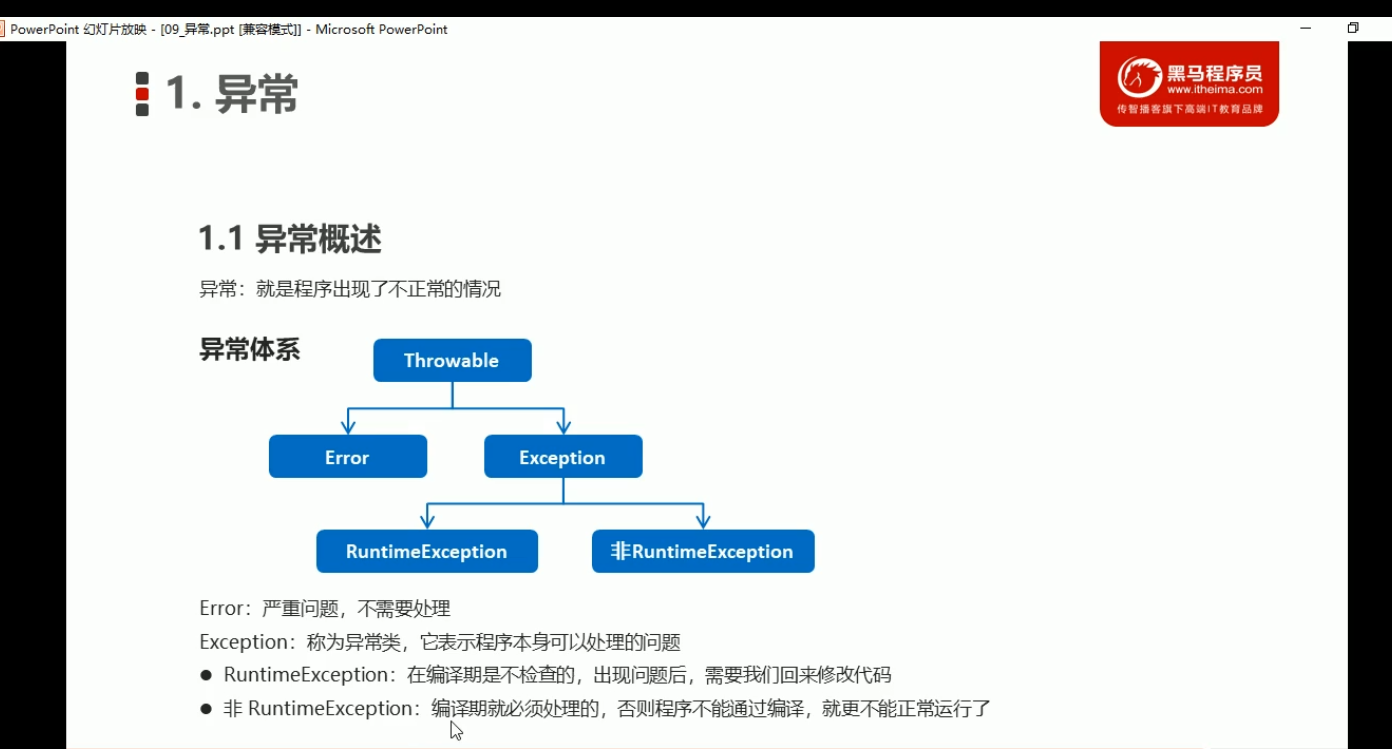 PowerPoint 幻灯片放映 - [09_异常.ppt [兼容模式]] - Microsoft PowerPoint
1. 异常
黑马程序员
www.itheima.com
传智播客旗下高端IT教育品牌
1.1 异常概述
异常：就是程序出现了不正常的情况
异常体系
Throwable
Error
Exception
RuntimeException
非RuntimeException
Error：严重问题，不需要处理
Exception：称为异常类，它表示程序本身可以处理的问题
● RuntimeException：在编译期是不检查的，出现问题后，需要我们回来修改代码
● 非 RuntimeException：编译期就必须处理的，否则程序不能通过编译，就更不能正常运行了